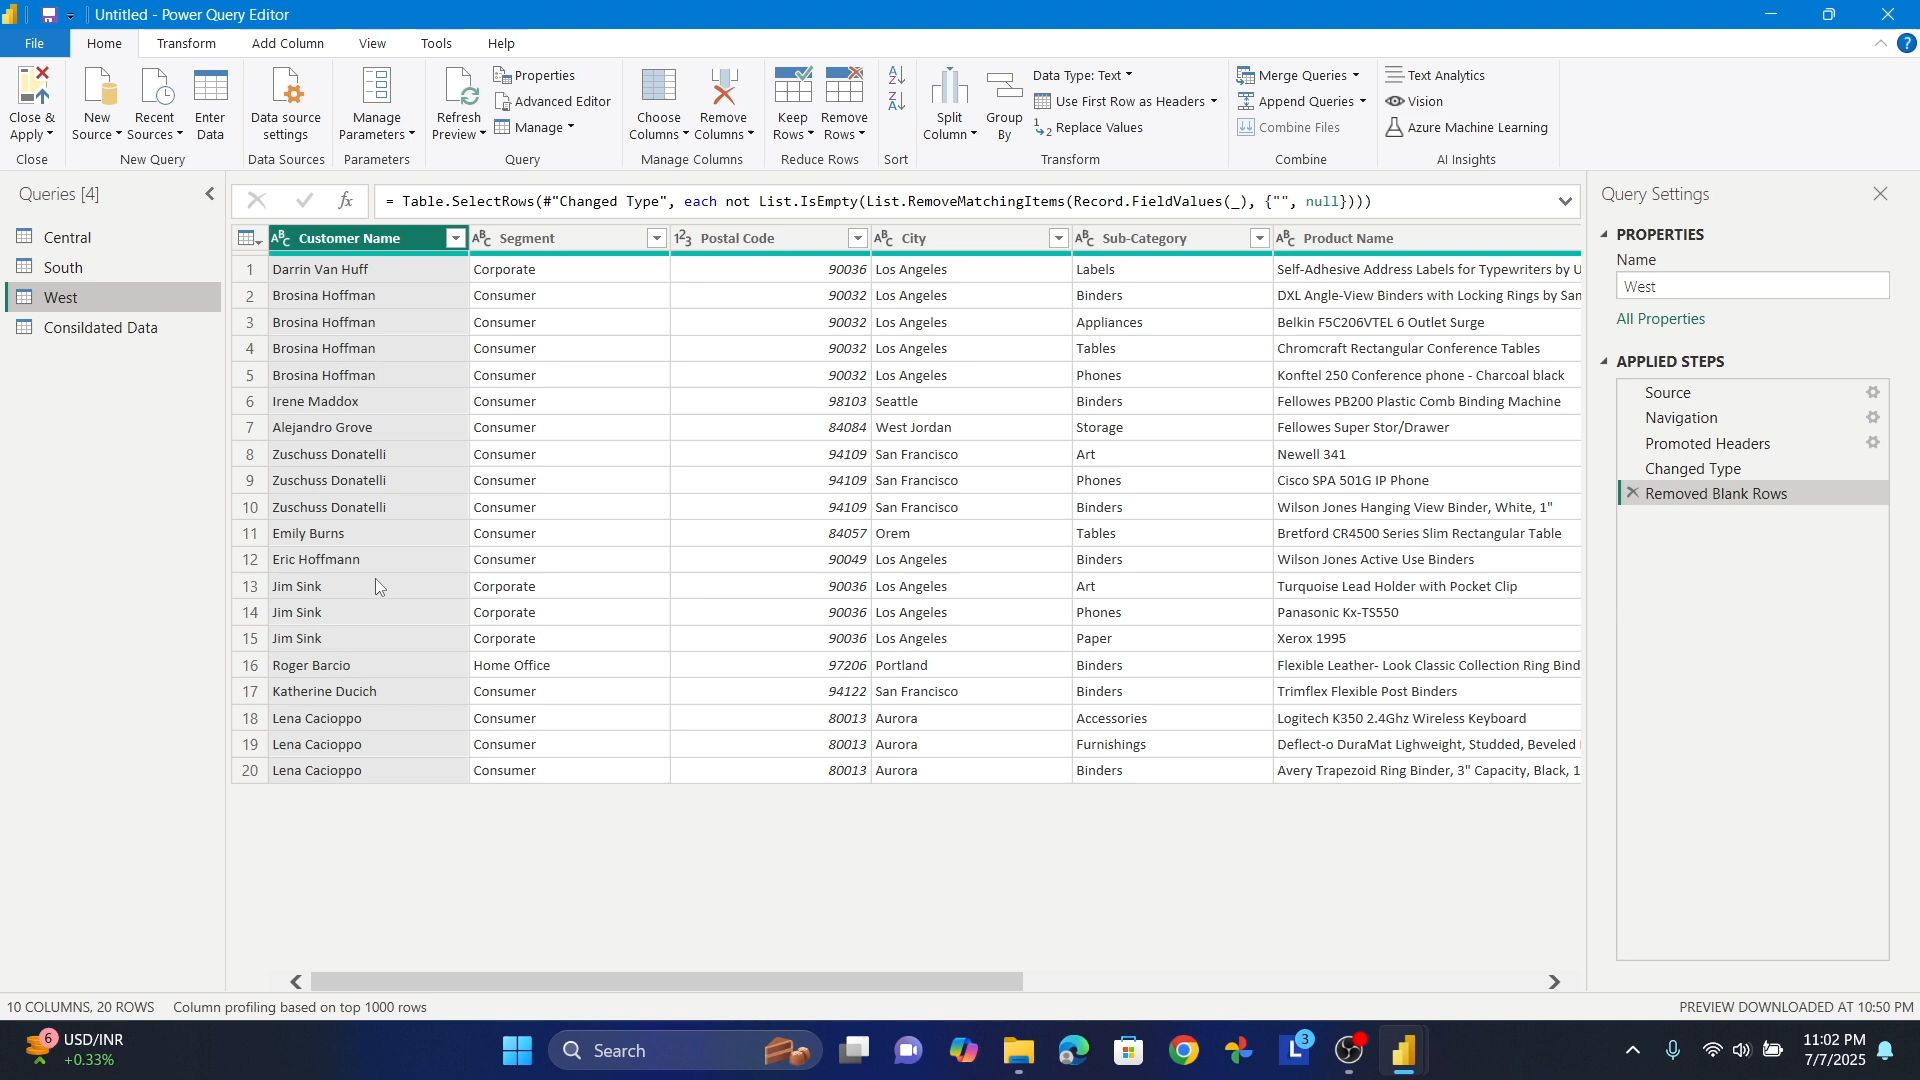 Untitled - Power Query Editor
File Home Transform Add Column View Tools Help
Close & Apply
New Source
Recent Sources
Enter Data
Data source settings
Manage Parameters
Refresh Preview
Properties
Advanced Editor
Manage
Choose Columns
Remove Columns
Keep Rows
Remove Rows
Split Column
Group By
Data Type: Text
Use First Row as Headers
Replace Values
Merge Queries
Append Queries
Combine Files
Text Analytics
Vision
Azure Machine Learning
Close New Query Data Sources Parameters Query Manage Columns Reduce Rows Sort Transform Combine AI Insights
Queries [4]
Central
South
West
Consildated Data
= Table.SelectRows(#"Changed Type", each not List.IsEmpty(List.RemoveMatchingItems(Record.FieldValues(_), {"", null})))
Customer Name Segment Postal Code City Sub-Category Product Name
1 Darrin Van Huff Corporate 90036 Los Angeles Labels Self-Adhesive Address Labels for Typewriters by U
2 Brosina Hoffman Consumer 90032 Los Angeles Binders DXL Angle-View Binders with Locking Rings by Sam
3 Brosina Hoffman Consumer 90032 Los Angeles Appliances Belkin F5C206VTEL 6 Outlet Surge
4 Brosina Hoffman Consumer 90032 Los Angeles Tables Chromcraft Rectangular Conference Tables
5 Brosina Hoffman Consumer 90032 Los Angeles Phones Konftel 250 Conference phone - Charcoal black
6 Irene Maddox Consumer 98103 Seattle Binders Fellowes PB200 Plastic Comb Binding Machine
7 Alejandro Grove Consumer 84084 West Jordan Storage Fellowes Super Stor/Drawer
8 Zuschuss Donatelli Consumer 94109 San Francisco Art Newell 341
9 Zuschuss Donatelli Consumer 94109 San Francisco Phones Cisco SPA 501G IP Phone
10 Zuschuss Donatelli Consumer 94109 San Francisco Binders Wilson Jones Hanging View Binder, White, 1"
11 Emily Burns Consumer 84057 Orem Tables Bretford CR4500 Series Slim Rectangular Table
12 Eric Hoffmann Consumer 90049 Los Angeles Binders Wilson Jones Active Use Binders
13 Jim Sink Corporate 90036 Los Angeles Art Turquoise Lead Holder with Pocket Clip
14 Jim Sink Corporate 90036 Los Angeles Phones Panasonic Kx-TS550
15 Jim Sink Corporate 90036 Los Angeles Paper Xerox 1995
16 Roger Barcio Home Office 97206 Portland Binders Flexible Leather- Look Classic Collection Ring Bind
17 Katherine Ducich Consumer 94122 San Francisco Binders Trimflex Flexible Post Binders
18 Lena Cacioppo Consumer 80013 Aurora Accessories Logitech K350 2.4Ghz Wireless Keyboard
19 Lena Cacioppo Consumer 80013 Aurora Furnishings Deflect-o DuraMat Lighweight, Studded, Beveled
20 Lena Cacioppo Consumer 80013 Aurora Binders Avery Trapezoid Ring Binder, 3" Capacity, Black, 1
Query Settings
PROPERTIES
Name
West
All Properties
APPLIED STEPS
Source
Navigation
Promoted Headers
Changed Type
Removed Blank Rows
10 COLUMNS, 20 ROWS Column profiling based on top 1000 rows PREVIEW DOWNLOADED AT 10:50 PM
6
USD/INR
+0.33%
Search
3
11:02 PM
7/7/2025